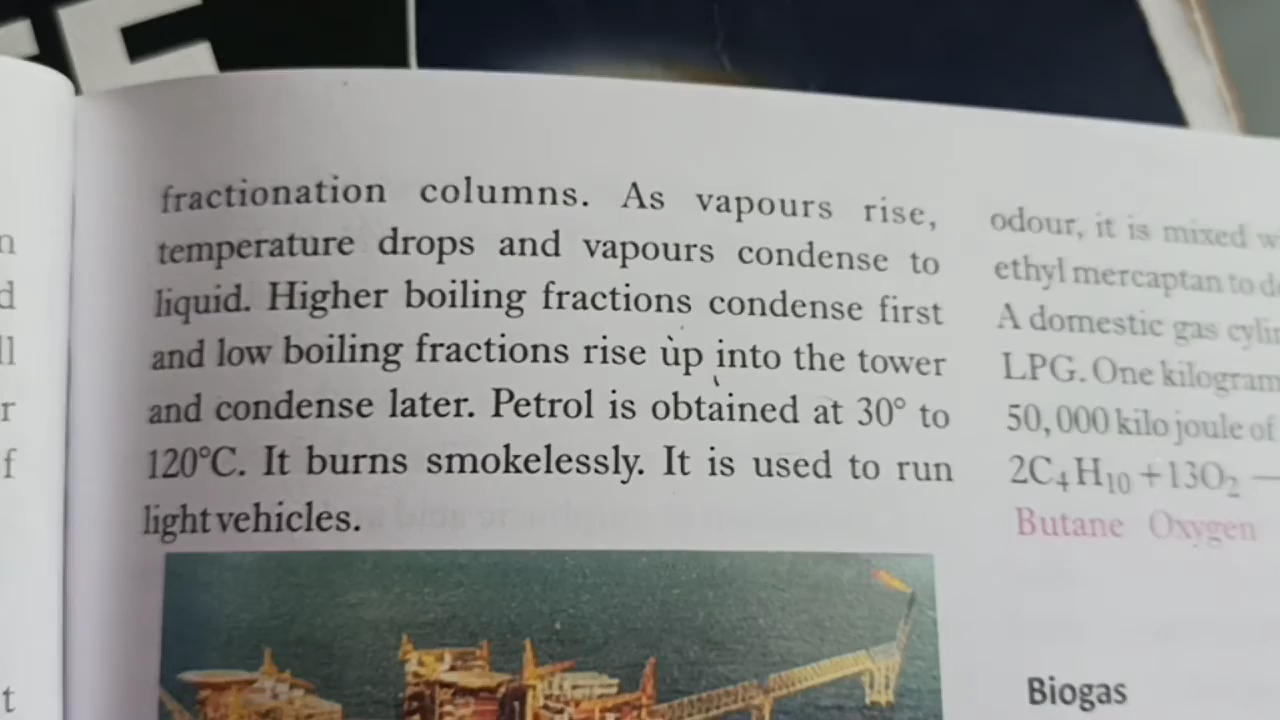 fractionation columns. As vapours rise,
temperature drops and vapours condense to
liquid. Higher boiling fractions condense first
and low boiling fractions rise up into the tower
and condense later. Petrol is obtained at 30° to
120°C. It burns smokelessly. It is used to run
light vehicles.
odour, it is mixed
ethyl mercaptan to
A domestic gas
LPG. One kilogram
50,000 kilo joule of
2C₄H₁₀ +13O₂ —
Butane Oxygen
Biogas